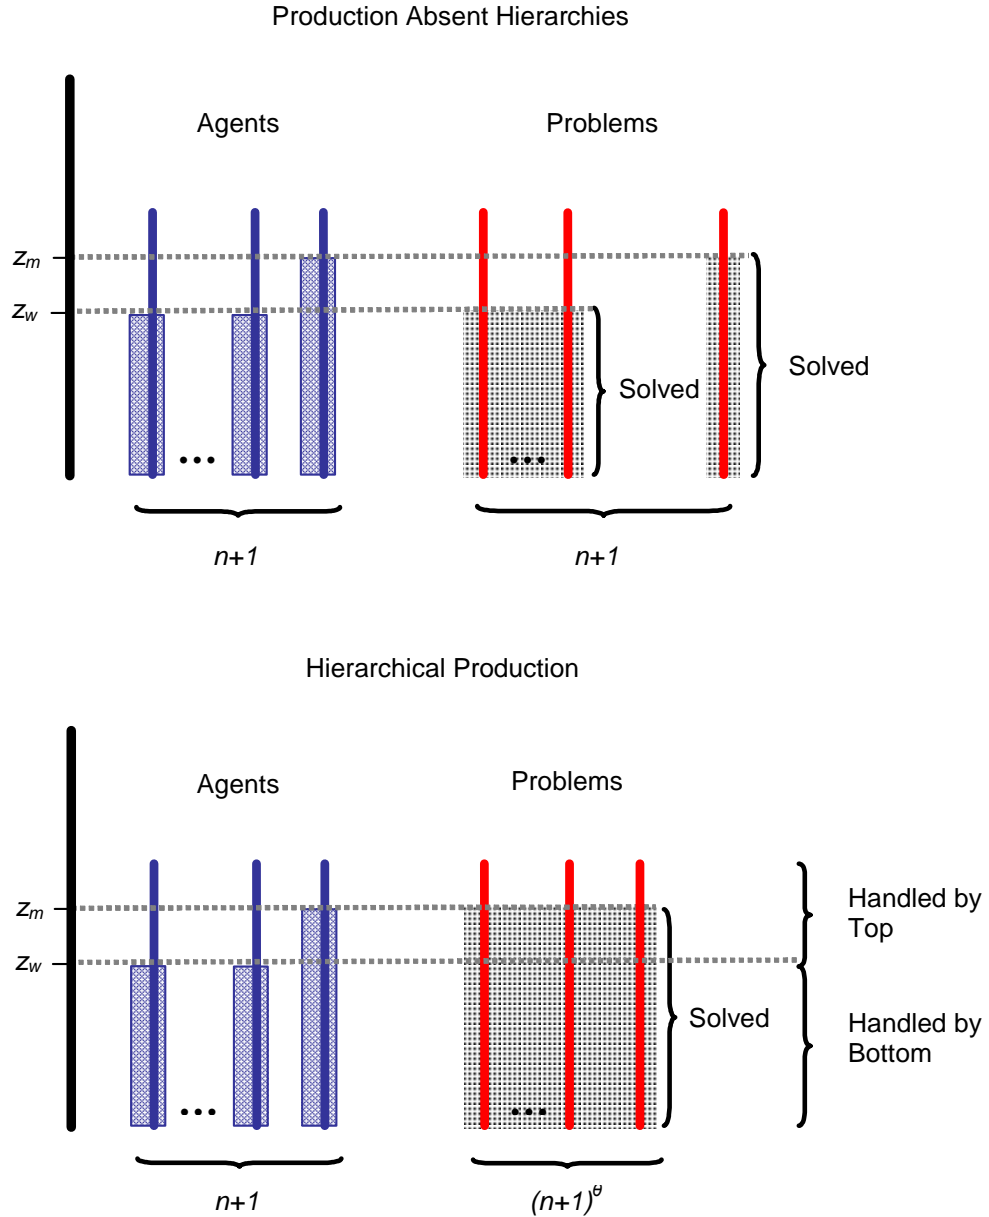 Production Absent Hierarchies
Agents
Problems
z_m
z_w
Solved
Solved
...
...
n+1
n+1
Hierarchical Production
Agents
Problems
z_m
z_w
Handled by
Top
Solved
Handled by
Bottom
...
...
n+1
(n+1)^θ